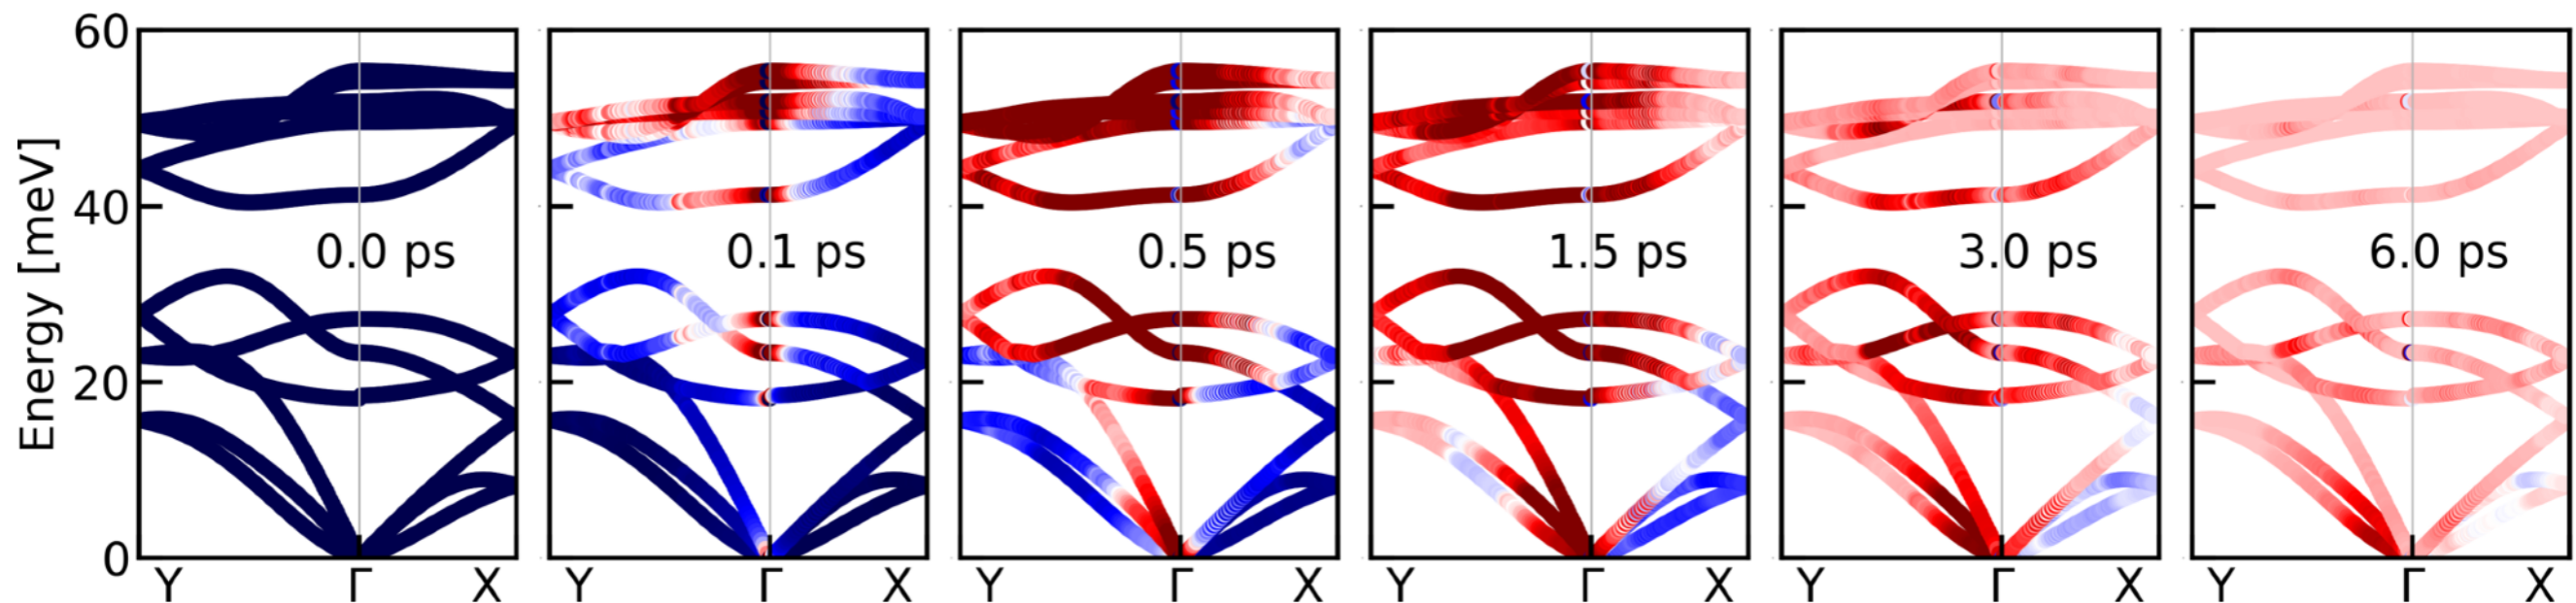 Energy [meV]
60
40
20
0
0.0 ps
0.1 ps
0.5 ps
1.5 ps
3.0 ps
6.0 ps
Y Γ X
Y Γ X
Y Γ X
Y Γ X
Y Γ X
Y Γ X